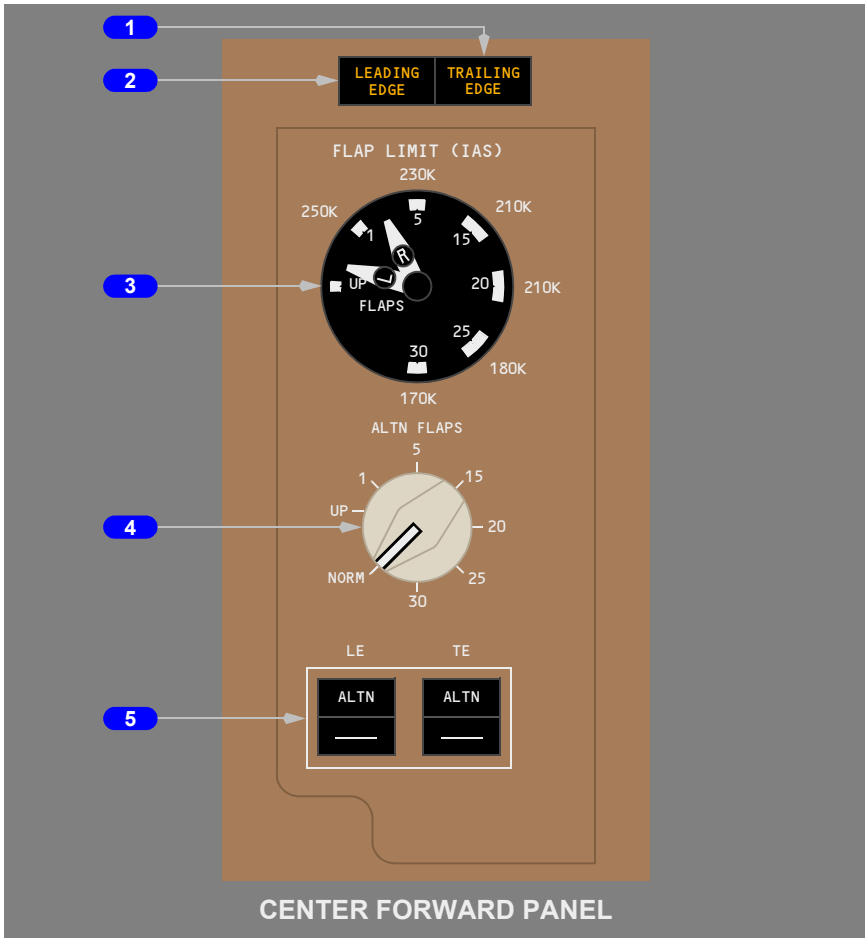 1
2
LEADING
EDGE
TRAILING
EDGE
FLAP LIMIT (IAS)
230K
250K
210K
5
1
15
R
3
UP
L
20
210K
FLAPS
25
30
180K
170K
ALTN FLAPS
5
1
15
UP
4
20
NORM
25
30
LE
TE
ALTN
ALTN
5
CENTER FORWARD PANEL